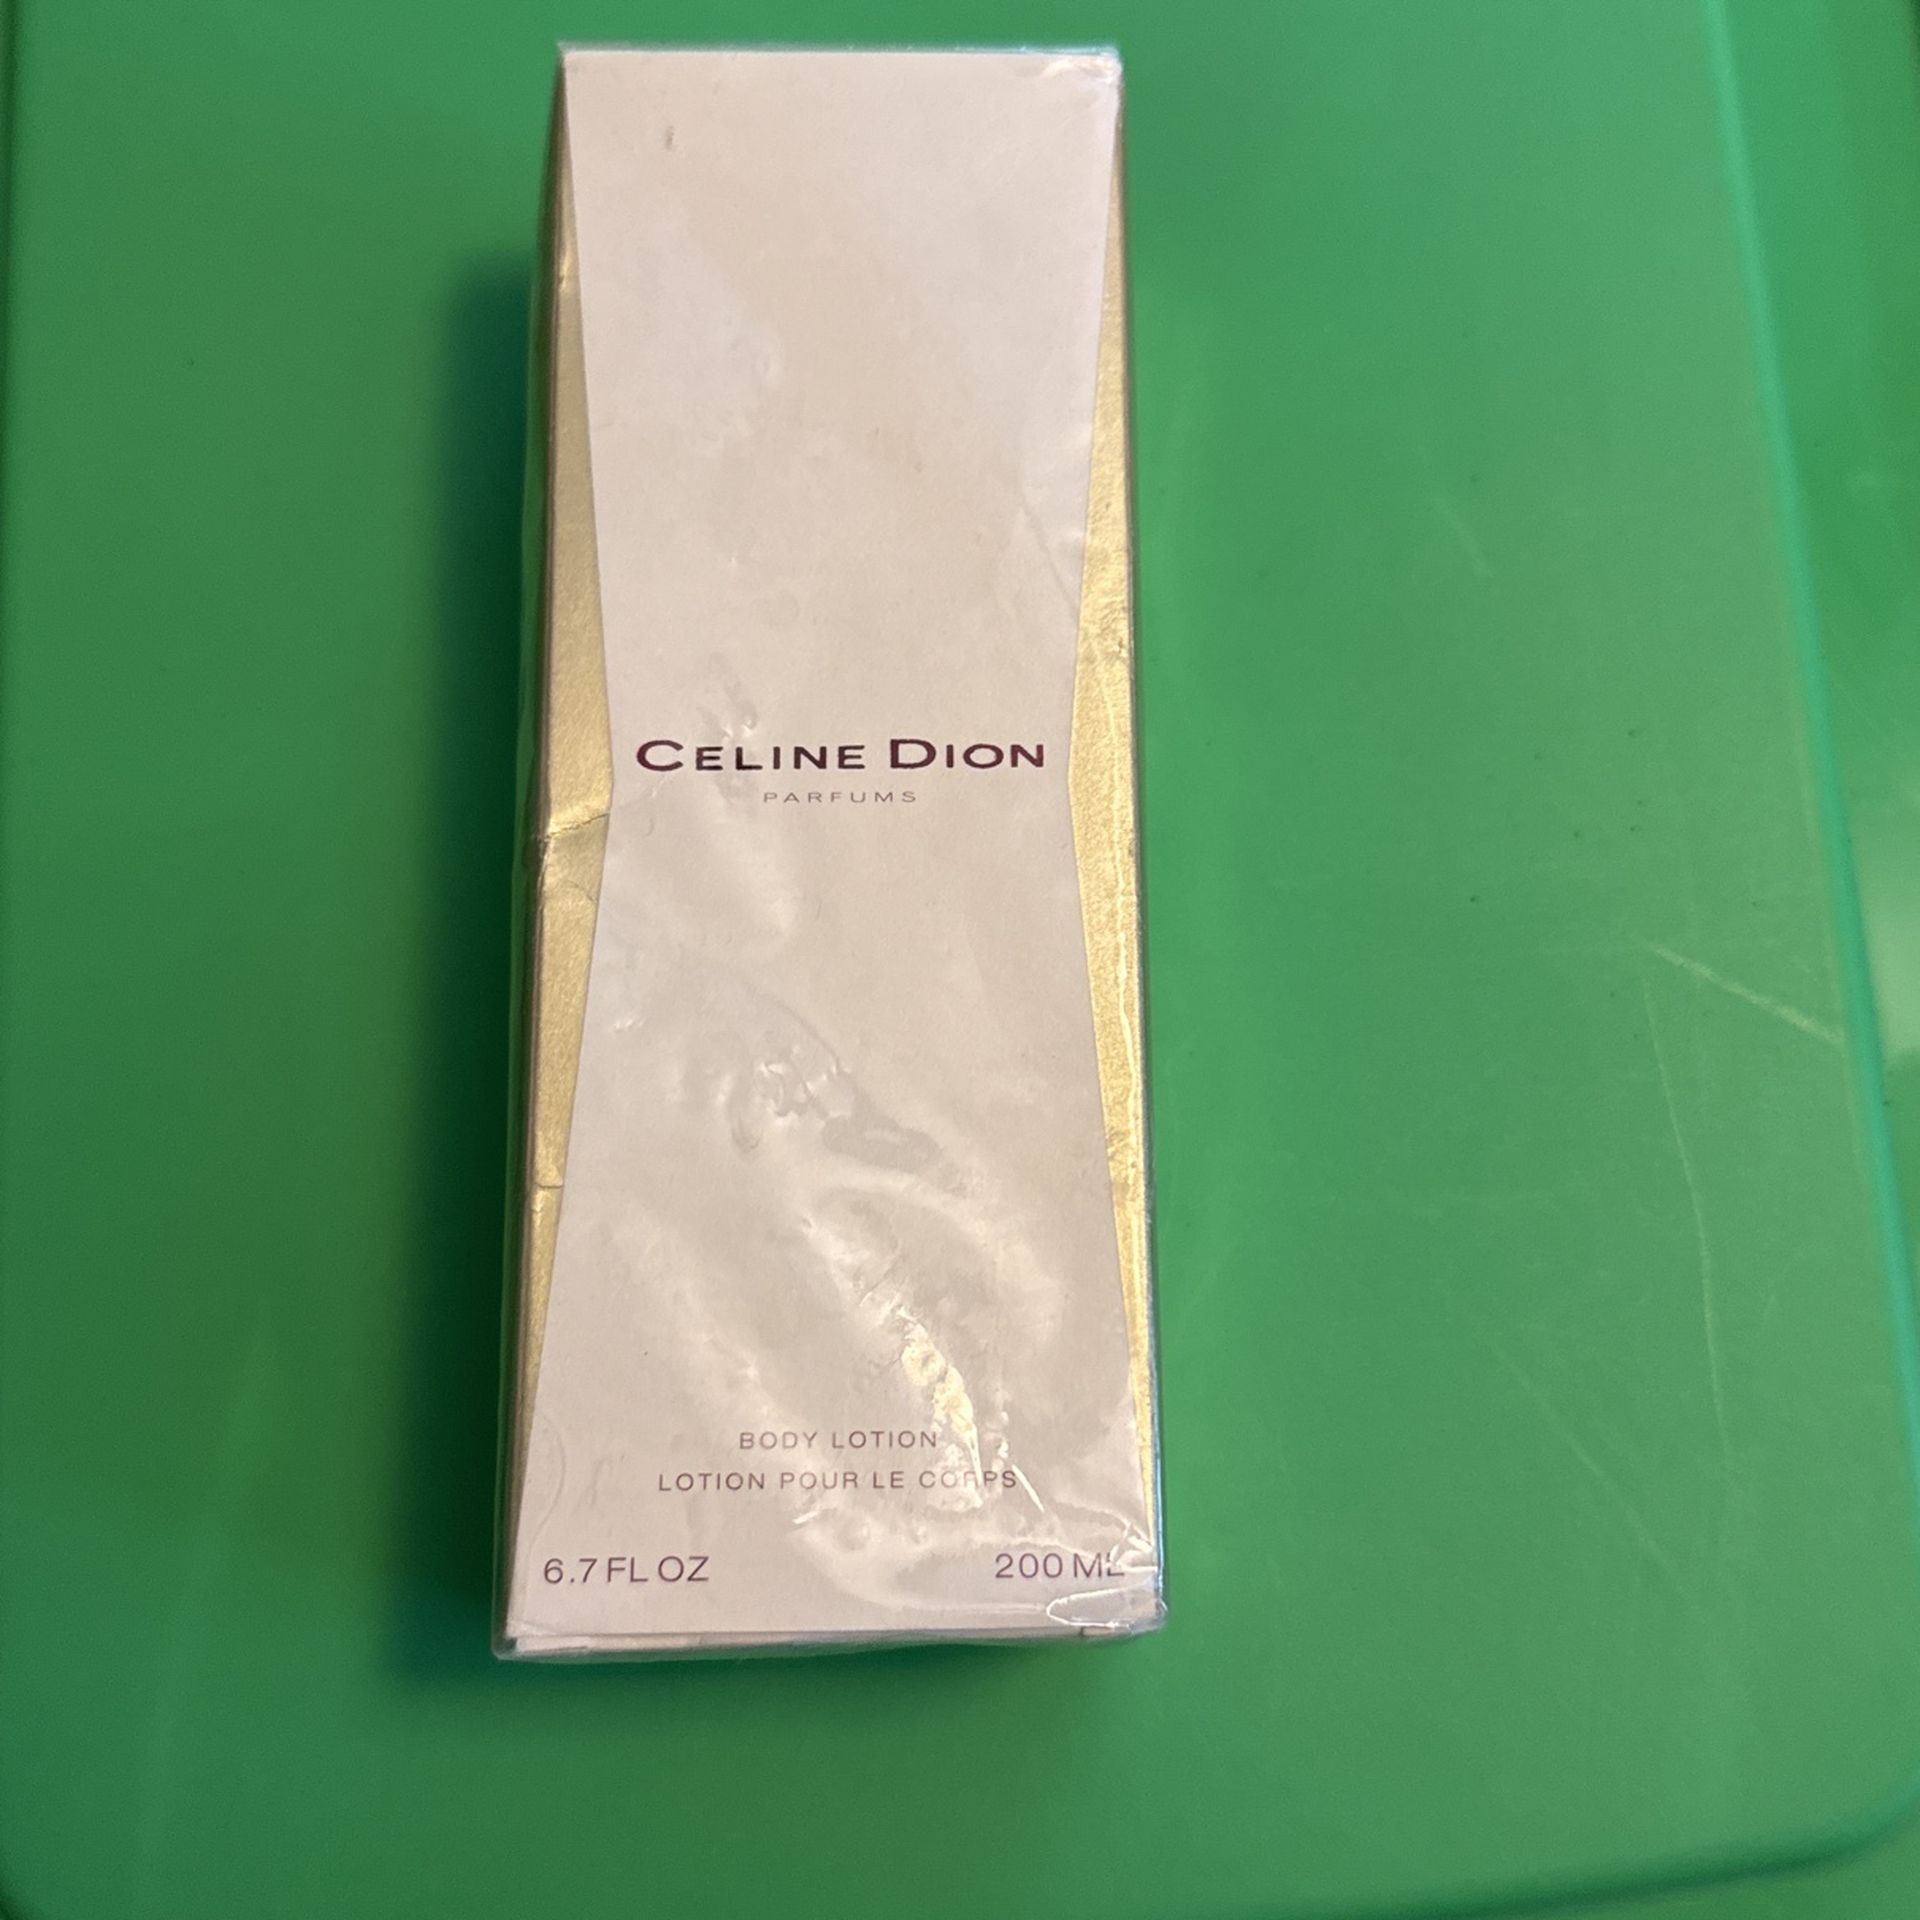 CELINE DION
PARFUMS
BODY LOTION
LOTION POUR LE CORPS
6.7 FL OZ 200 ML